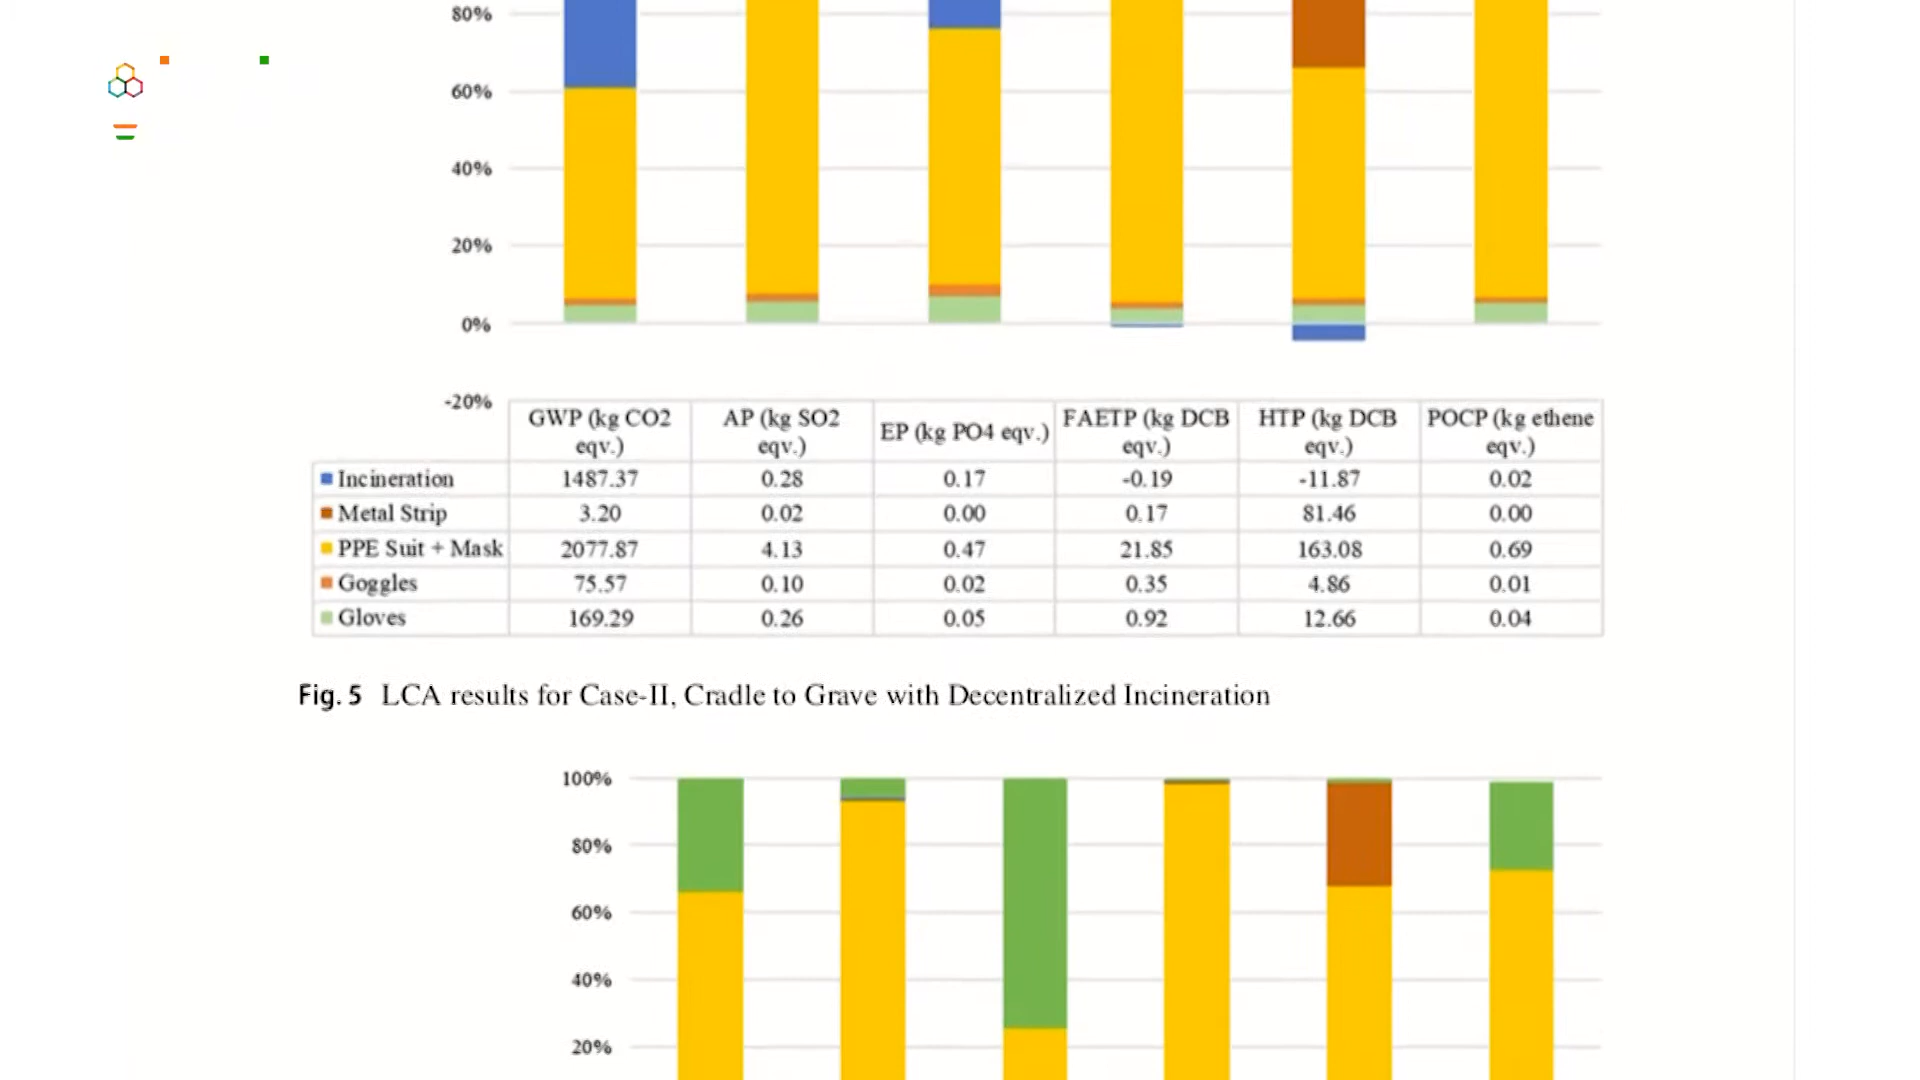 80%
60%
40%
20%
0%
-20%
GWP (kg CO2 eqv.) AP (kg SO2 eqv.) EP (kg PO4 eqv.) FAETP (kg DCB eqv.) HTP (kg DCB eqv.) POCP (kg ethene eqv.)
Incineration 1487.37 0.28 0.17 -0.19 -11.87 0.02
Metal Strip 3.20 0.02 0.00 0.17 81.46 0.00
PPE Suit + Mask 2077.87 4.13 0.47 21.85 163.08 0.69
Goggles 75.57 0.10 0.02 0.35 4.86 0.01
Gloves 169.29 0.26 0.05 0.92 12.66 0.04
Fig. 5 LCA results for Case-II, Cradle to Grave with Decentralized Incineration
100%
80%
60%
40%
20%